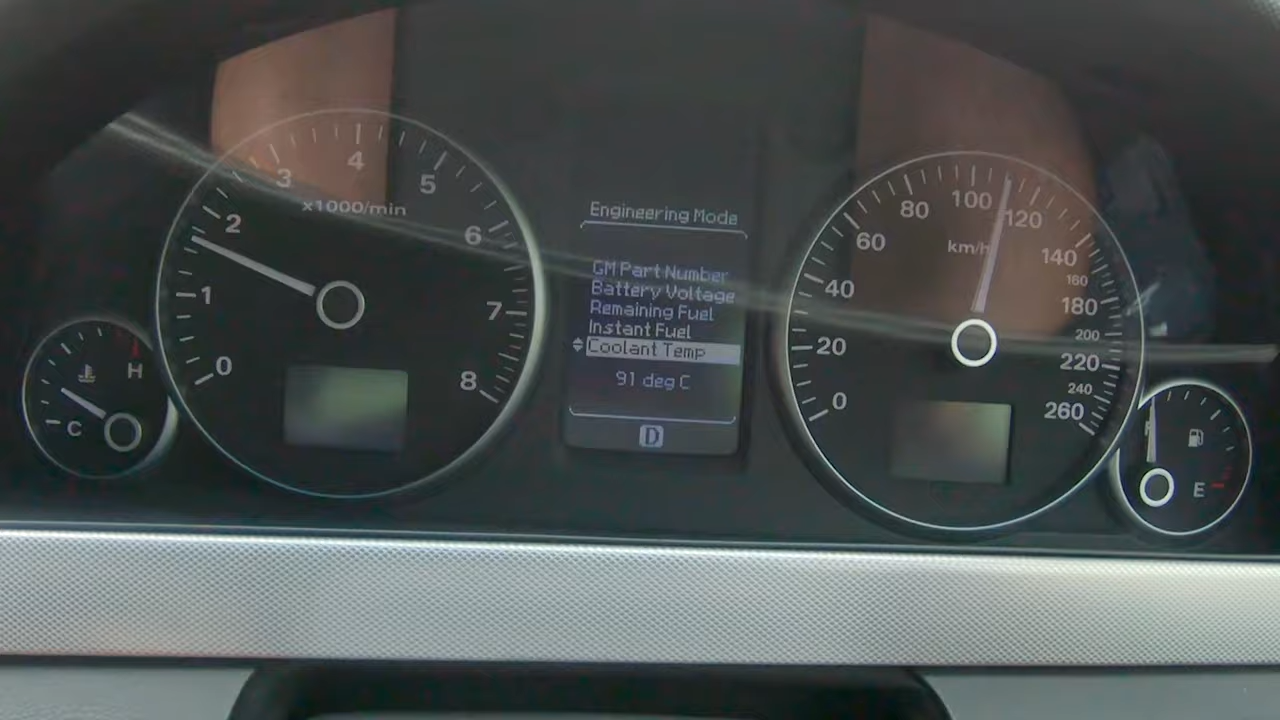 0
1
2
3
4
5
6
7
8
x1000/min
C
H
Engineering Mode
GM Part Number
Battery Voltage
Remaining Fuel
Instant Fuel
Coolant Temp
91 deg C
D
0
20
40
60
80
100
120
140
160
180
200
220
240
260
km/h
F
E